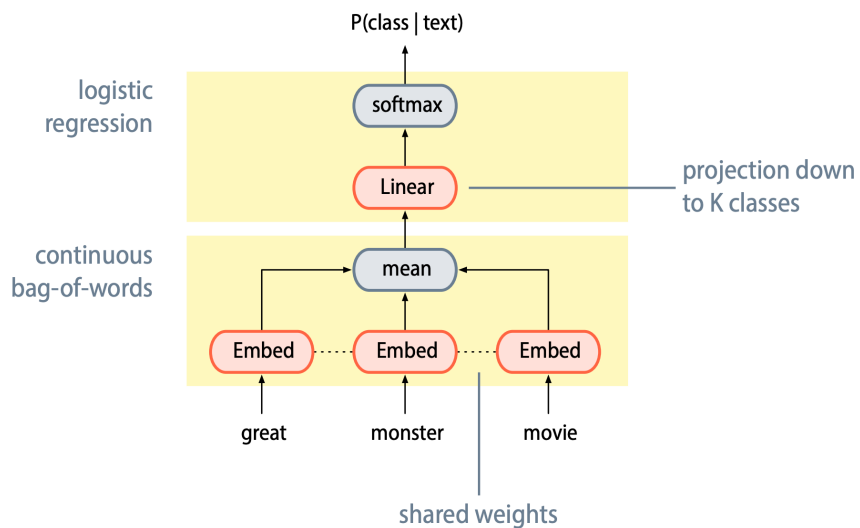 P(class | text)
logistic
regression
softmax
Linear
projection down
to K classes
continuous
bag-of-words
mean
Embed
Embed
Embed
great
monster
movie
shared weights